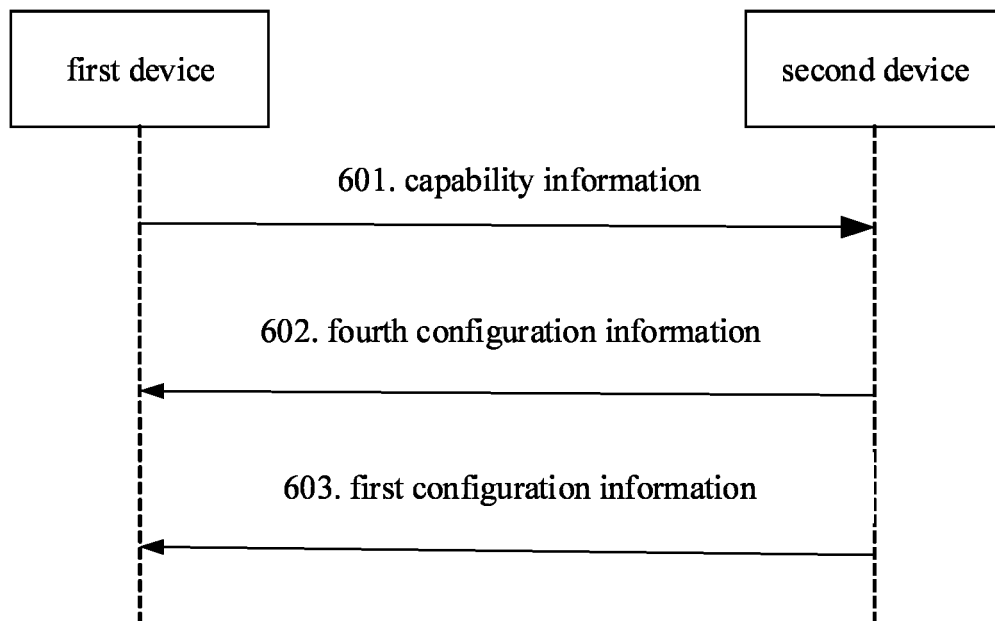 first device
second device
601. capability information
602. fourth configuration information
603. first configuration information